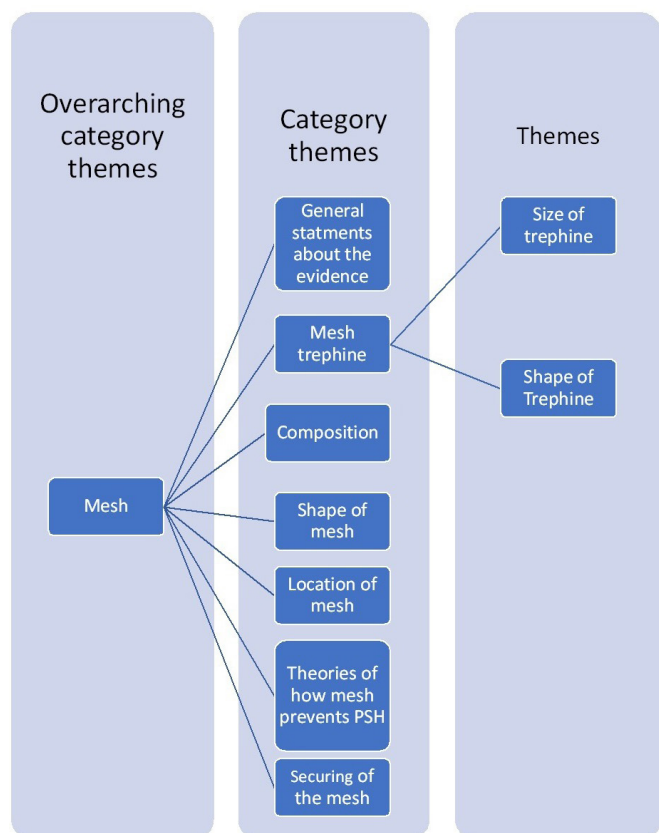 Overarching
category
themes
Category
themes
Themes
General
statments
about the
evidence
Mesh
trephine
Composition
Shape of
mesh
Location of
mesh
Theories of
how mesh
prevents PSH
Securing of
the mesh
Mesh
Size of
trephine
Shape of
Trephine